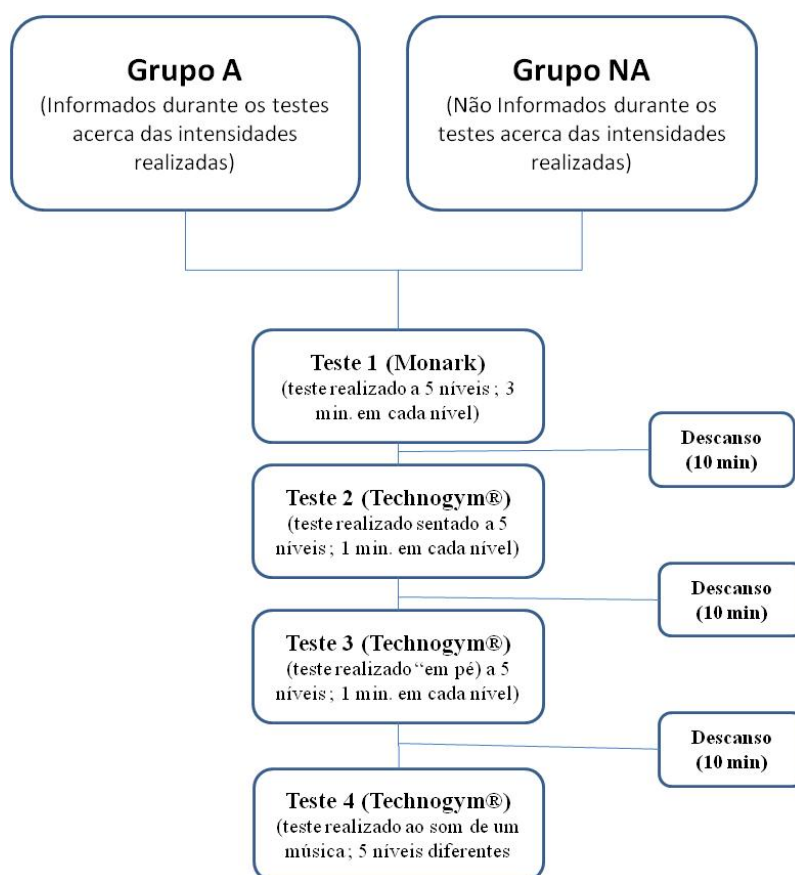 Grupo A
(Informados durante os testes
acerca das intensidades
realizadas)
Grupo NA
(Não Informados durante os
testes acerca das intensidades
realizadas)
Teste 1 (Monark)
(teste realizado a 5 níveis ; 3
min. em cada nível)
Descanso
(10 min)
Teste 2 (Technogym®)
(teste realizado sentado a 5
níveis ; 1 min. em cada nível)
Descanso
(10 min)
Teste 3 (Technogym®)
(teste realizado “em pé) a 5
níveis ; 1 min. em cada nível)
Descanso
(10 min)
Teste 4 (Technogym®)
(teste realizado ao som de um
música ; 5 níveis diferentes